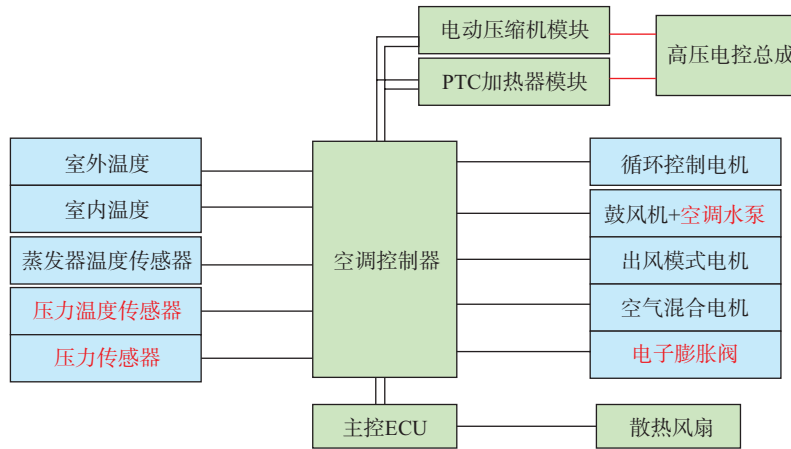 电动压缩机模块
高压电控总成
PTC加热器模块
室外温度
室内温度
蒸发器温度传感器
压力温度传感器
压力传感器
空调控制器
循环控制电机
鼓风机+空调水泵
出风模式电机
空气混合电机
电子膨胀阀
主控ECU
散热风扇